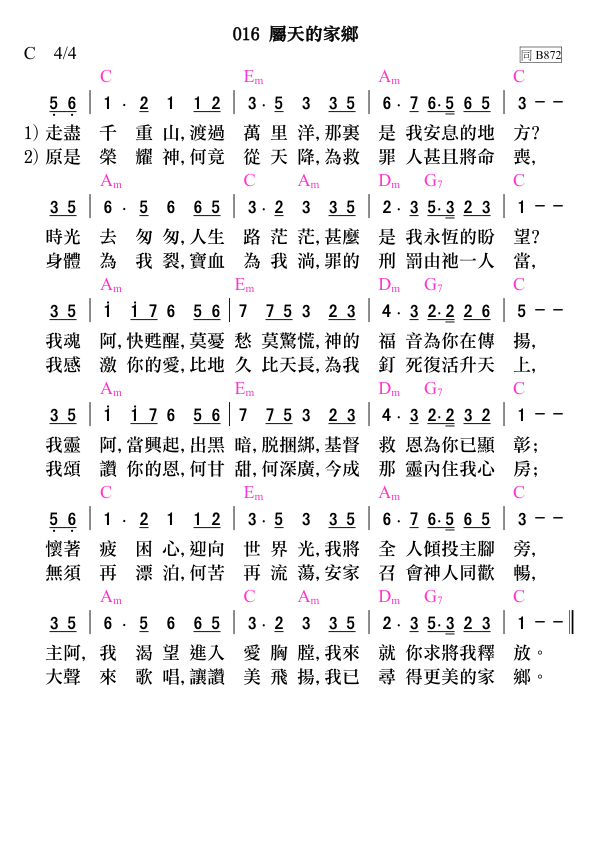 016 屬天的家鄉
C 4/4 同 B872
C Em Am C
5 6 | 1 · 2 1 1 2 | 3 · 5 3 3 5 | 6 · 7 6·5 6 5 | 3 - -
1) 走盡 千 重 山,渡過 萬 里 洋,那裏 是 我安息的地 方?
2) 原是 榮 耀 神,何竟 從 天 降,為救 罪 人甚且將命 喪,
Am C Am Dm G7 C
3 5 | 6 · 5 6 6 5 | 3 · 2 3 3 5 | 2 · 3 5·3 2 3 | 1 - -
時光 去 匆 匆,人生 路 茫 茫,甚麼 是 我永恆的盼 望?
身體 為 我 裂,寶血 為 我 淌,罪的 刑 罰由祂一人 當,
Am Em Dm G7 C
3 5 | 1 1 7 6 5 6 | 7 7 5 3 2 3 | 4 · 3 2·2 2 6 | 5 - -
我魂 阿,快甦醒,莫憂 愁 莫驚慌,神的 福 音為你在傳 揚,
我感 激 你的愛,比地 久 比天長,為我 釘 死復活升天 上,
Am Em Dm G7 C
3 5 | 1 1 7 6 5 6 | 7 7 5 3 2 3 | 4 · 3 2·2 3 2 | 1 - -
我靈 阿,當興起,出黑 暗,脫捆綁,基督 救 恩為你已顯 彰;
我頌 讚 你的恩,何甘 甜,何深廣,今成 那 靈內住我心 房;
C Em Am C
5 6 | 1 · 2 1 1 2 | 3 · 5 3 3 5 | 6 · 7 6·5 6 5 | 3 - -
懷著 疲 困 心,迎向 世 界 光,我將 全 人傾投主腳 旁,
無須 再 漂 泊,何苦 再 流 蕩,安家 召 會神人同歡 暢,
Am C Am Dm G7 C
3 5 | 6 · 5 6 6 5 | 3 · 2 3 3 5 | 2 · 3 5·3 2 3 | 1 - - ‖
主阿, 我 渴 望 進入 愛 胸 膛,我來 就 你求將我釋 放。
大聲 來 歌 唱,讓讚 美 飛 揚,我已 尋 得更美的家 鄉。